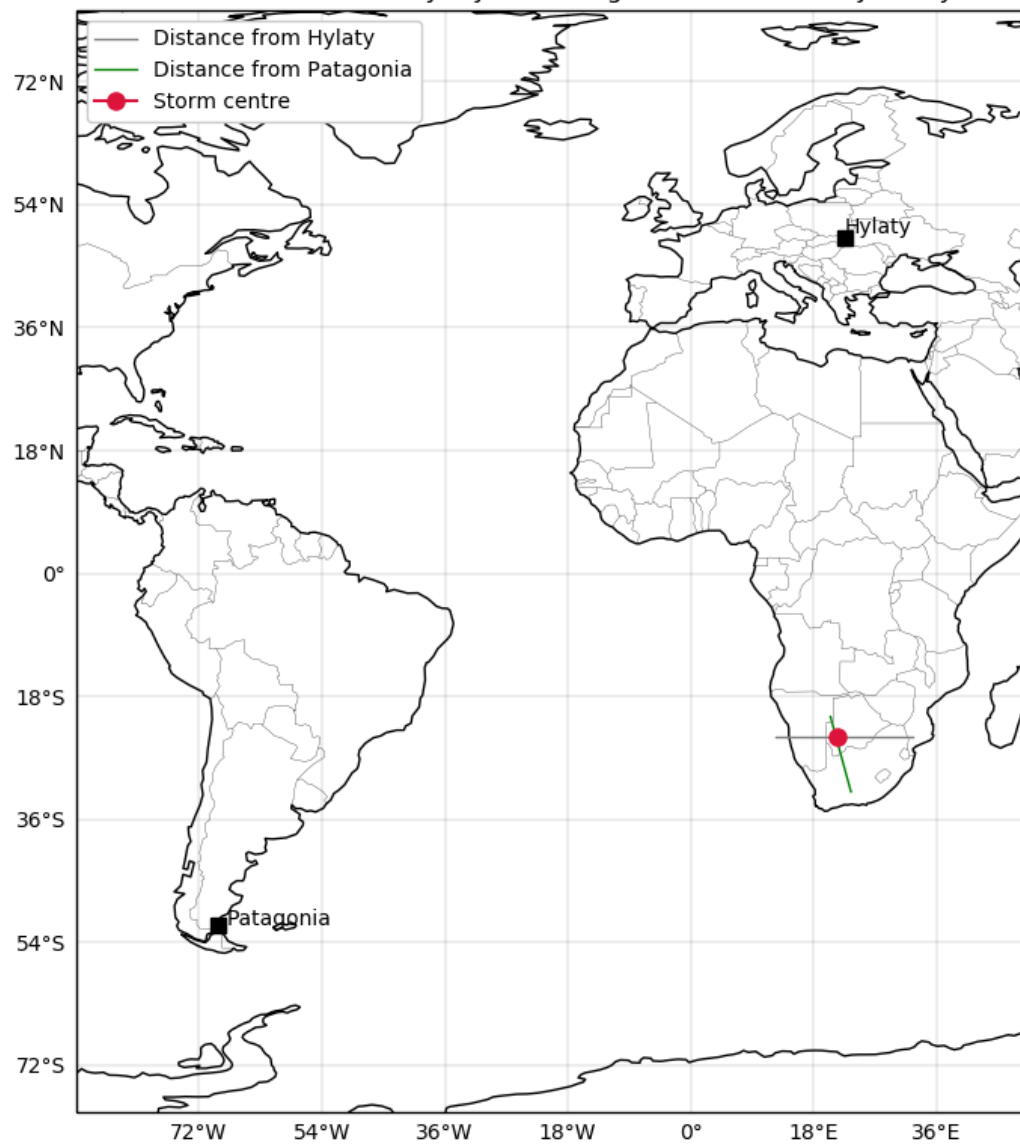 Distance from Hylaty
Distance from Patagonia
Storm centre
72°N
54°N
Hylaty
36°N
18°N
0°
18°S
36°S
Patagonia
54°S
72°S
72°W 54°W 36°W 18°W 0° 18°E 36°E